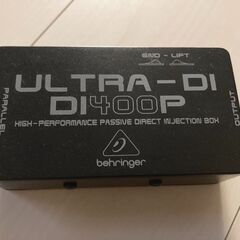 GND - LIFT
PARALLEL
ULTRA-DI
DI400P
OUTPUT
HIGH-PERFORMANCE PASSIVE DIRECT INJECTION BOX
behringer